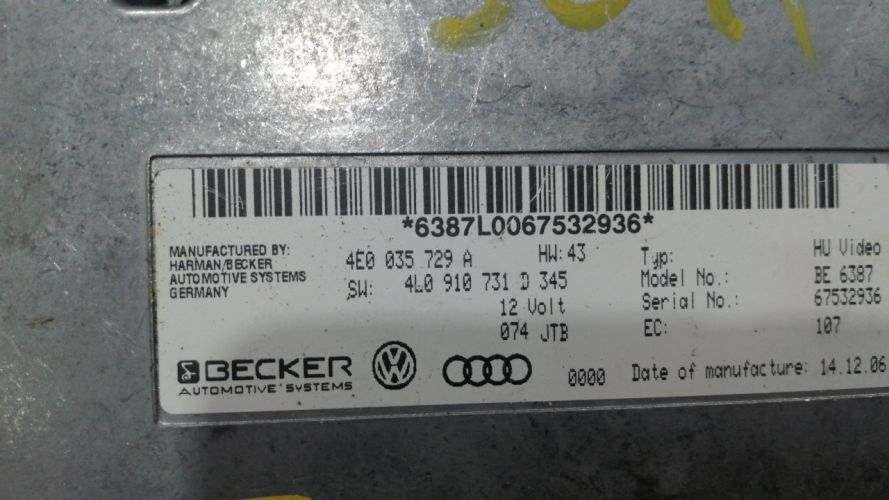 *6387L0067532936*
MANUFACTURED BY:
HARMAN/BECKER
AUTOMOTIVE SYSTEMS
GERMANY
4E0 035 729 A HW: 43
SW: 4L0 910 731 D 345
12 Volt
074 JTB
Typ: HU Video
Model No.: BE 6387
Serial No.: 67532936
EC: 107
BECKER
AUTOMOTIVE SYSTEMS
0000 Date of manufacture: 14.12.06